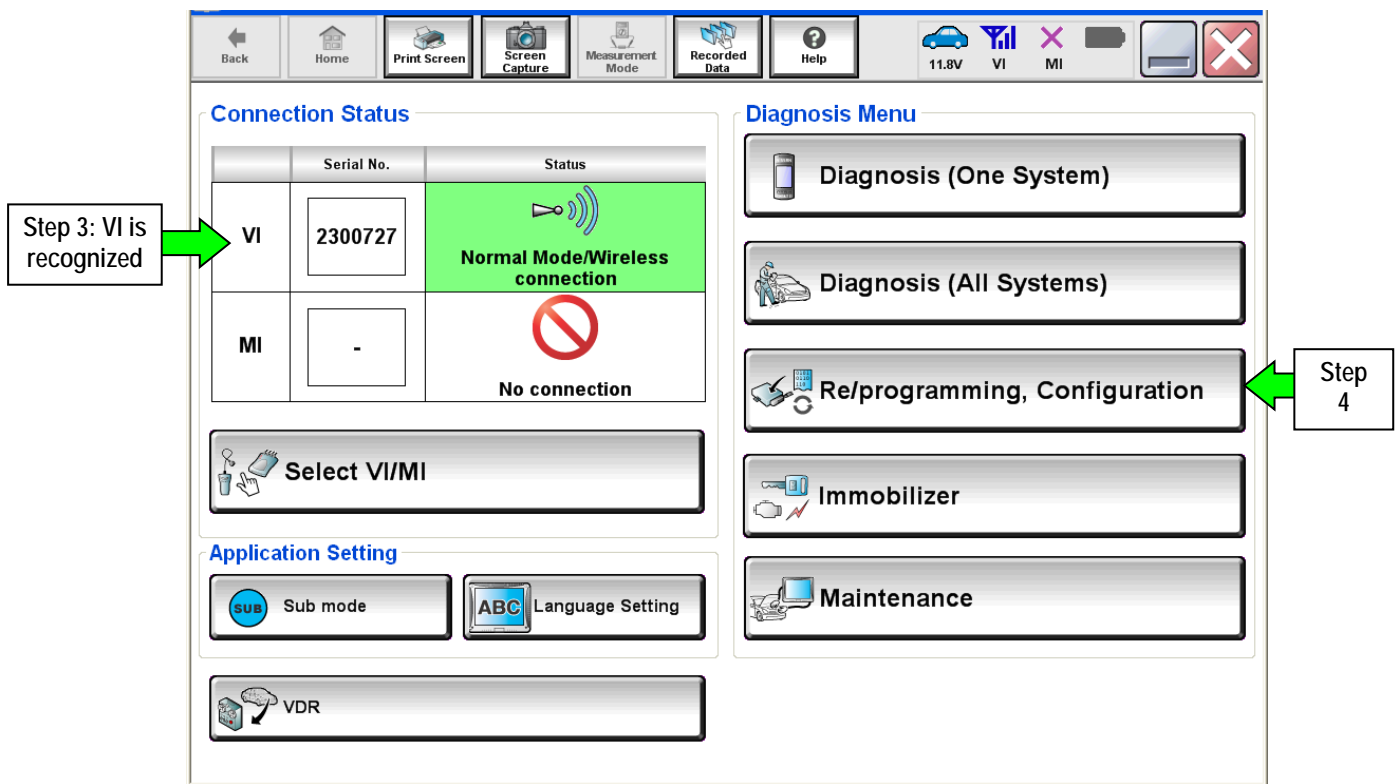 Back
Home
Print Screen
Screen
Capture
Measurement
Mode
Recorded
Data
?
Help
11.8V
VI
MI
Connection Status
Serial No.
Status
VI
2300727
Normal Mode/Wireless
connection
MI
-
No connection
Select VI/MI
Application Setting
SUB
Sub mode
ABC
Language Setting
VDR
Diagnosis Menu
Diagnosis (One System)
Diagnosis (All Systems)
Re/programming, Configuration
Immobilizer
Maintenance
Step 3: VI is
recognized
Step
4